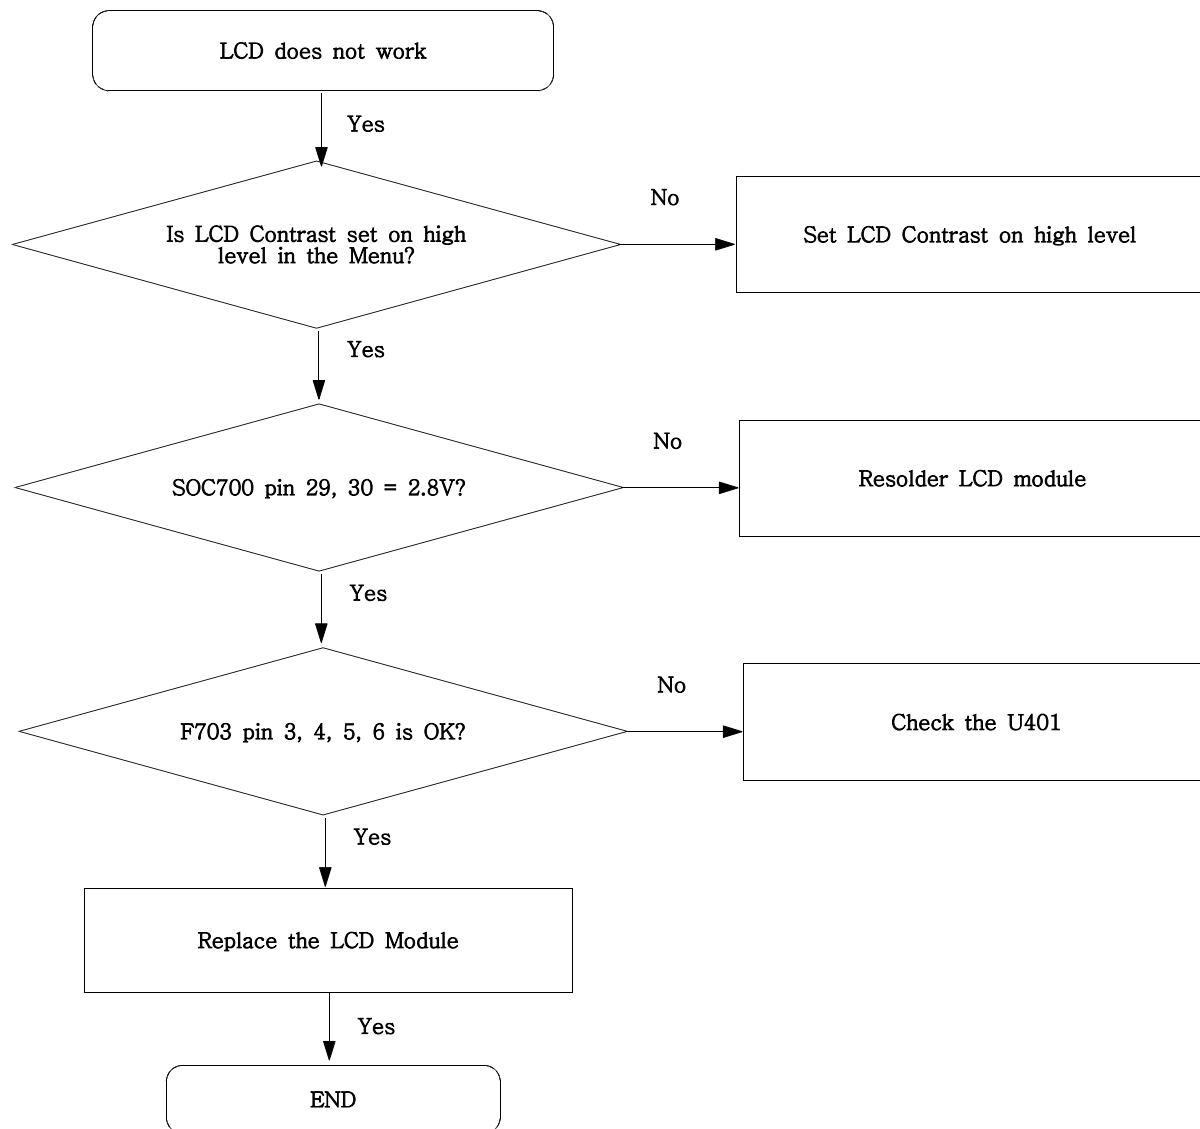 LCD does not work
Yes
Is LCD Contrast set on high
level in the Menu?
No
Set LCD Contrast on high level
Yes
SOC700 pin 29, 30 = 2.8V?
No
Resolder LCD module
Yes
F703 pin 3, 4, 5, 6 is OK?
No
Check the U401
Yes
Replace the LCD Module
Yes
END